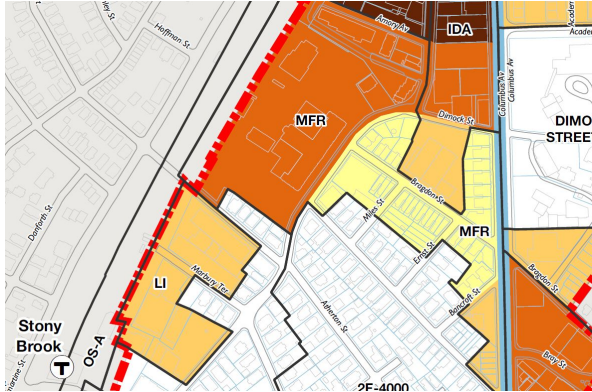 Hoffman St
Amory Av
IDA
Columbus Av
Columbus Av
Academ
Dimock St
MFR
DIMO
STREET
Danforth St
Bragdon St
Miles St
MFR
Ernst St
Marbury Ter
LI
Bragdon St
Bancroft St
Atherton St
Stony
Brook
T
OS-A
Bray St
2F-4000